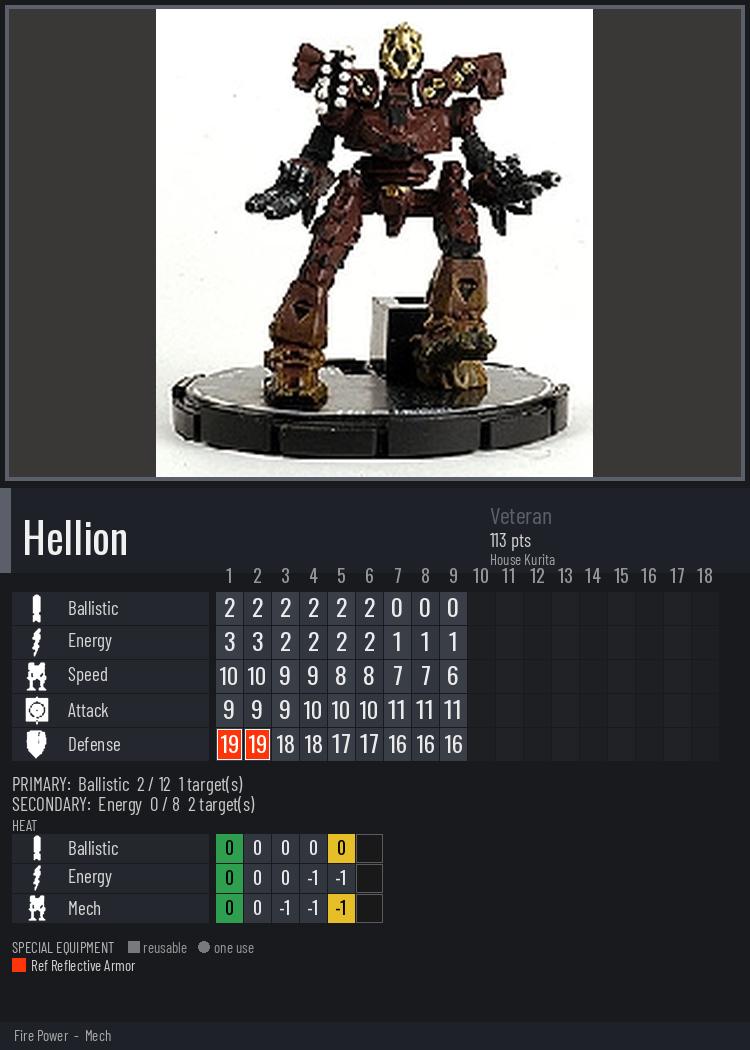 Hellion
Veteran
113 pts
House Kurita
1 2 3 4 5 6 7 8 9 10 11 12 13 14 15 16 17 18
Ballistic 2 2 2 2 2 2 0 0 0
Energy 3 3 2 2 2 2 1 1 1
Speed 10 10 9 9 8 8 7 7 6
Attack 9 9 9 10 10 10 11 11 11
Defense 19 19 18 18 17 17 16 16 16
PRIMARY: Ballistic 2 / 12 1 target(s)
SECONDARY: Energy 0 / 8 2 target(s)
HEAT
Ballistic 0 0 0 0 0
Energy 0 0 0 -1 -1
Mech 0 0 -1 -1 -1
SPECIAL EQUIPMENT reusable one use
Ref Reflective Armor
Fire Power - Mech